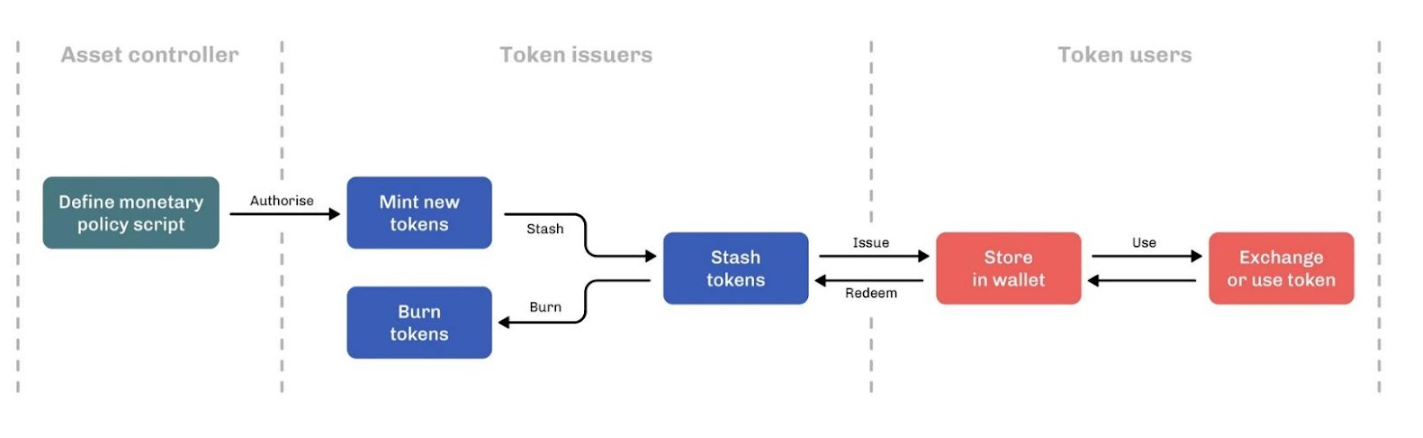 Asset controller
Token issuers
Token users
Define monetary
policy script
Authorise
Mint new
tokens
Stash
Burn
tokens
Burn
Stash
tokens
Issue
Redeem
Store
in wallet
Use
Exchange
or use token